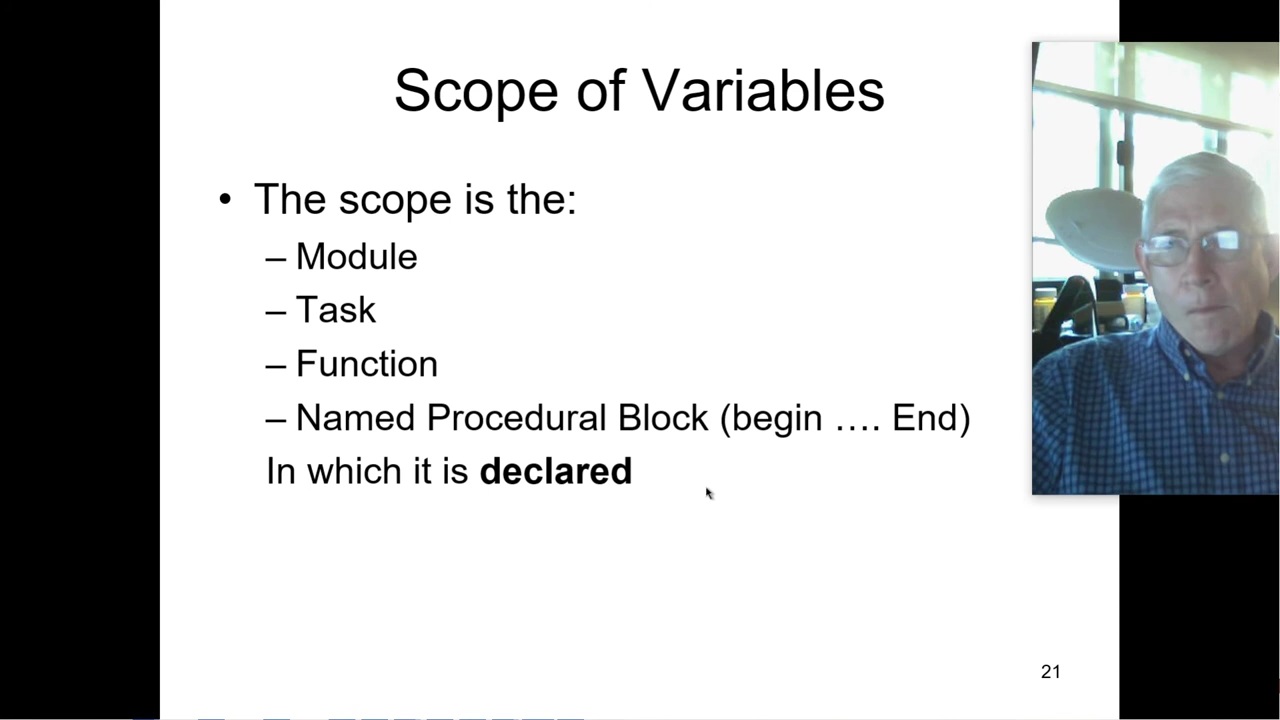 Scope of Variables
• The scope is the:
– Module
– Task
– Function
– Named Procedural Block (begin …. End)
In which it is declared
21